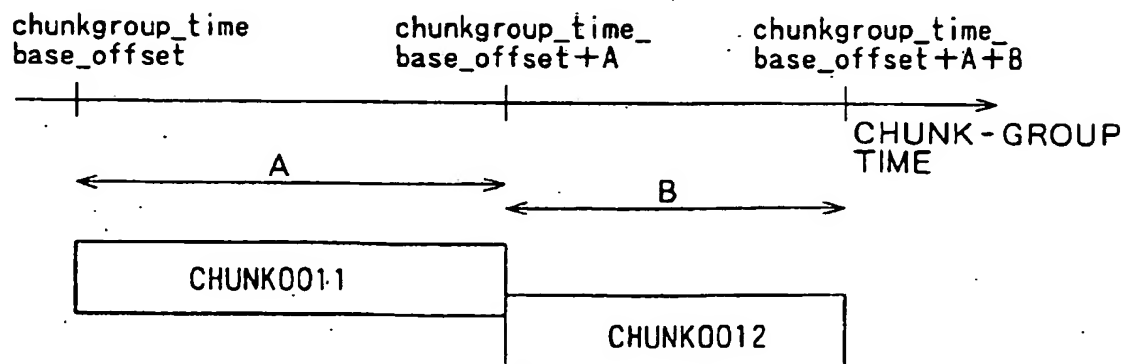 chunkgroup_time
base_offset
chunkgroup_time_
base_offset+A
chunkgroup_time_
base_offset+A+B
CHUNK-GROUP
TIME
A
B
CHUNK0011
CHUNK0012